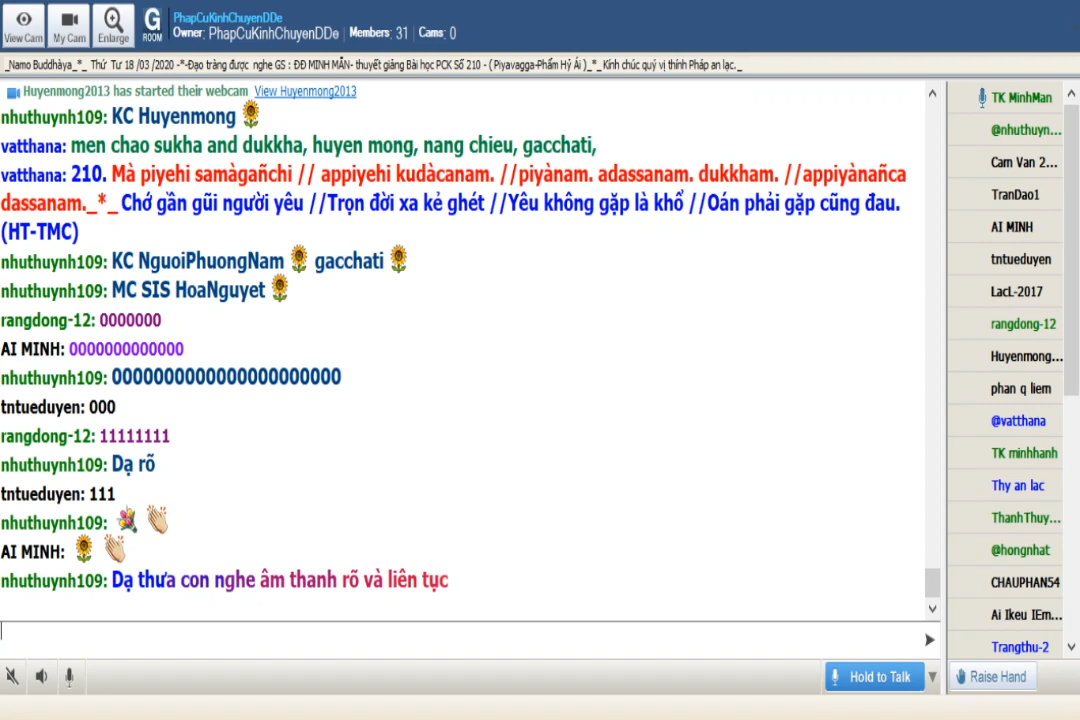 View Cam
My Cam
Enlarge
G
ROOM
PhapCuKinhChuyenDDe
Owner: PhapCuKinhChuyenDDe | Members: 31 | Cams: 0
_Namo Buddhàya_*_ Thứ Tư 18 /03 /2020 -*-Đạo tràng được nghe GS : ĐĐ MINH MẪN- thuyết giảng Bài học PCK Số 210 - ( Piyavagga-Phẩm Hỷ Ái )_*_ Kính chúc quý vị thính Pháp an lạc._
Huyenmong2013 has started their webcam View Huyenmong2013
nhuthuynh109: KC Huyenmong
vatthana: men chao sukha and dukkha, huyen mong, nang chieu, gacchati,
vatthana: 210. Mà piyehi samàgañchi // appiyehi kudàcanam. //piyànam. adassanam. dukkham. //appiyànañca
dassanam._*_ Chớ gần gũi người yêu //Trọn đời xa kẻ ghét //Yêu không gặp là khổ //Oán phải gặp cũng đau.
(HT-TMC)
nhuthuynh109: KC NguoiPhuongNam gacchati
nhuthuynh109: MC SIS HoaNguyet
rangdong-12: 0000000
AI MINH: 0000000000000
nhuthuynh109: 0000000000000000000000
tntueduyen: 000
rangdong-12: 11111111
nhuthuynh109: Dạ rõ
tntueduyen: 111
nhuthuynh109:
AI MINH:
nhuthuynh109: Dạ thưa con nghe âm thanh rõ và liên tục
TK MinhMan
@nhuthuyn...
Cam Van 2...
TranDao1
AI MINH
tntueduyen
LacL-2017
rangdong-12
Huyenmong...
phan q liem
@vatthana
TK minhhanh
Thy an lac
ThanhThuy...
@hongnhat
CHAUPHAN54
Ai Ikeu IEm...
Trangthu-2
Hold to Talk
Raise Hand